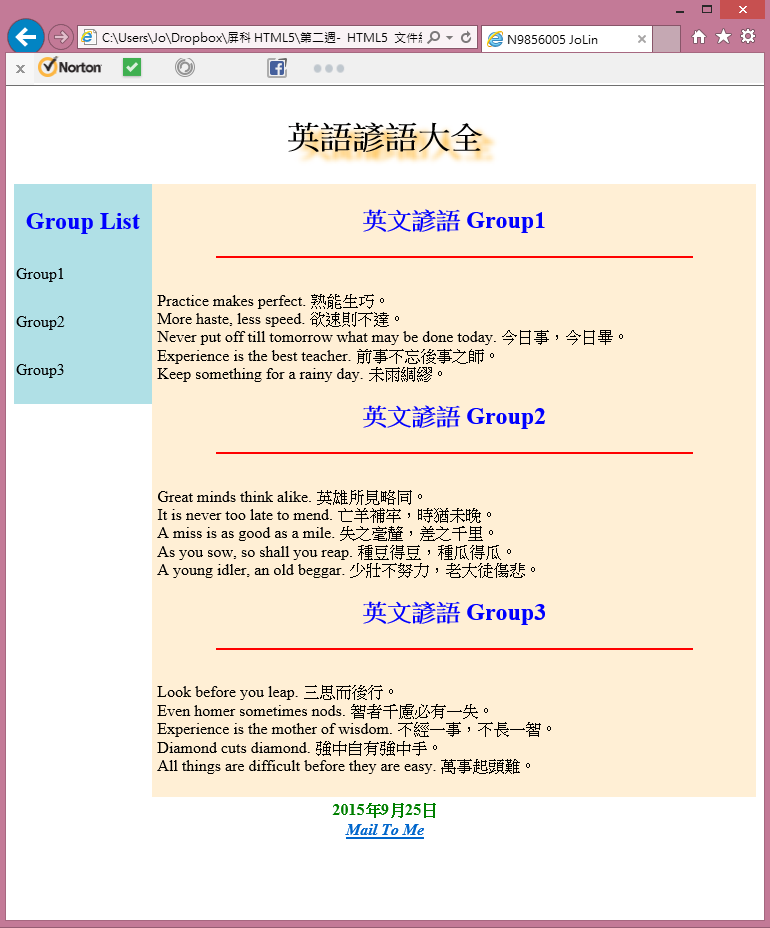 C:\Users\Jo\Dropbox\屏科 HTML5\第二週- HTML5 文件
N9856005 JoLin
Norton
英語諺語大全
Group List
Group1
Group2
Group3
英文諺語 Group1
Practice makes perfect. 熟能生巧。
More haste, less speed. 欲速則不達。
Never put off till tomorrow what may be done today. 今日事，今日畢。
Experience is the best teacher. 前事不忘後事之師。
Keep something for a rainy day. 未雨綢繆。
英文諺語 Group2
Great minds think alike. 英雄所見略同。
It is never too late to mend. 亡羊補牢，時猶未晚。
A miss is as good as a mile. 失之毫釐，差之千里。
As you sow, so shall you reap. 種豆得豆，種瓜得瓜。
A young idler, an old beggar. 少壯不努力，老大徒傷悲。
英文諺語 Group3
Look before you leap. 三思而後行。
Even homer sometimes nods. 智者千慮必有一失。
Experience is the mother of wisdom. 不經一事，不長一智。
Diamond cuts diamond. 強中自有強中手。
All things are difficult before they are easy. 萬事起頭難。
2015年9月25日
Mail To Me